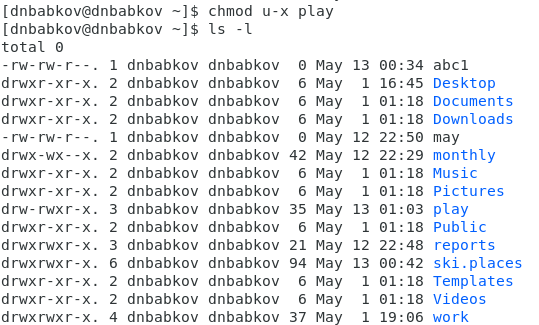 [dnbabkov@dnbabkov ~]$ chmod u-x play
[dnbabkov@dnbabkov ~]$ ls -l
total 0
-rw-rw-r--. 1 dnbabkov dnbabkov  0 May 13 00:34 abc1
drwxr-xr-x. 2 dnbabkov dnbabkov  6 May  1 16:45 Desktop
drwxr-xr-x. 2 dnbabkov dnbabkov  6 May  1 01:18 Documents
drwxr-xr-x. 2 dnbabkov dnbabkov  6 May  1 01:18 Downloads
-rw-rw-r--. 1 dnbabkov dnbabkov  0 May 12 22:50 may
drwx-wx--x. 2 dnbabkov dnbabkov 42 May 12 22:29 monthly
drwxr-xr-x. 2 dnbabkov dnbabkov  6 May  1 01:18 Music
drwxr-xr-x. 2 dnbabkov dnbabkov  6 May  1 01:18 Pictures
drw-rwxr-x. 3 dnbabkov dnbabkov 35 May 13 01:03 play
drwxr-xr-x. 2 dnbabkov dnbabkov  6 May  1 01:18 Public
drwxrwxr-x. 3 dnbabkov dnbabkov 21 May 12 22:48 reports
drwxrwxr-x. 6 dnbabkov dnbabkov 94 May 13 00:42 ski.places
drwxr-xr-x. 2 dnbabkov dnbabkov  6 May  1 01:18 Templates
drwxr-xr-x. 2 dnbabkov dnbabkov  6 May  1 01:18 Videos
drwxrwxr-x. 4 dnbabkov dnbabkov 37 May  1 19:06 work